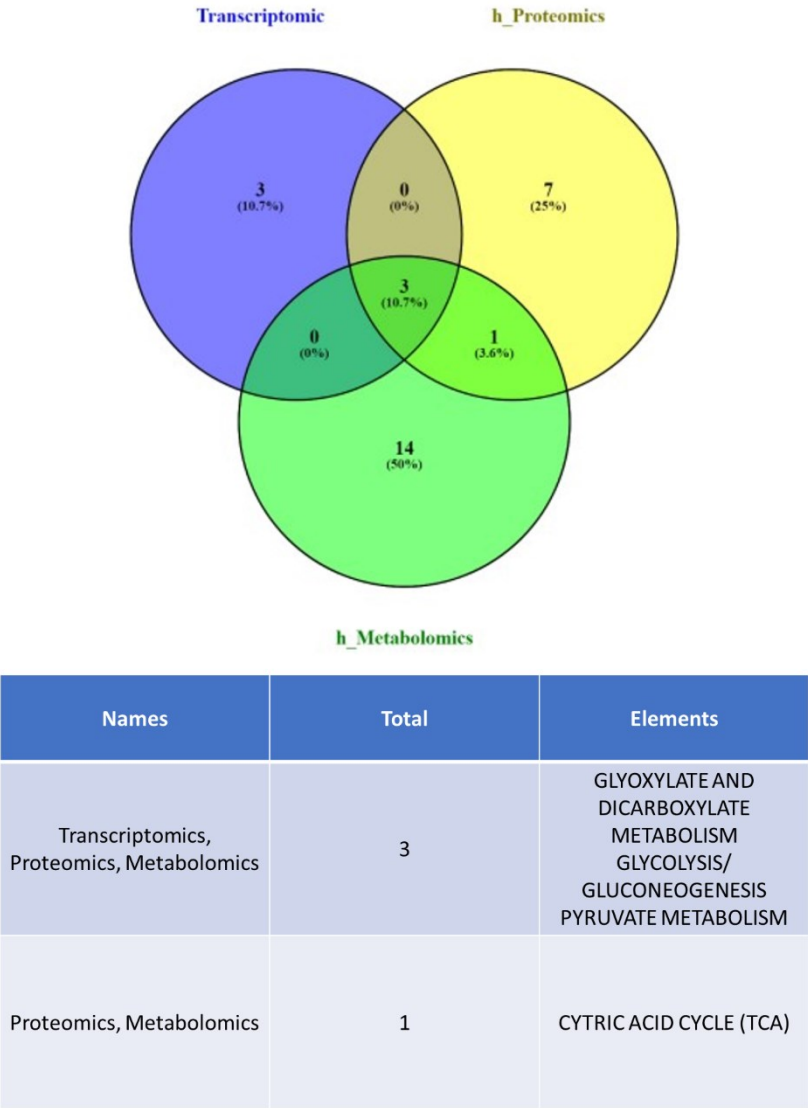 Transcriptomic
h_Proteomics
3
(10.7%)
0
(0%)
7
(25%)
3
(10.7%)
0
(0%)
1
(3.6%)
14
(50%)
h_Metabolomics
Names
Total
Elements
Transcriptomics,
Proteomics, Metabolomics
3
GLYOXYLATE AND
DICARBOXYLATE
METABOLISM
GLYCOLYSIS/
GLUCONEOGENESIS
PYRUVATE METABOLISM
Proteomics, Metabolomics
1
CYTRIC ACID CYCLE (TCA)